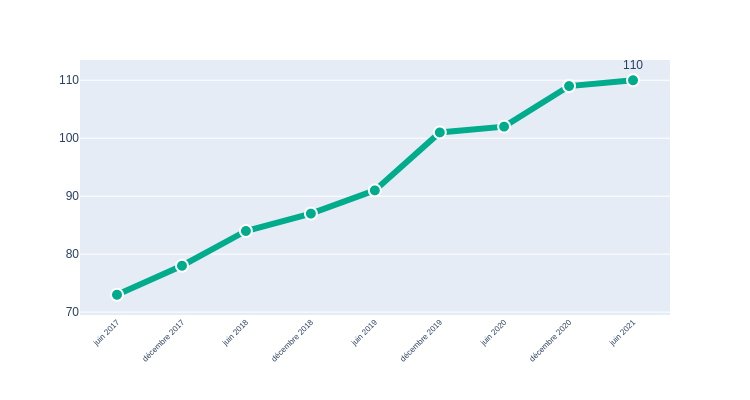 110
110
100
90
80
70
juin 2017
décembre 2017
juin 2018
décembre 2018
juin 2019
décembre 2019
juin 2020
décembre 2020
juin 2021